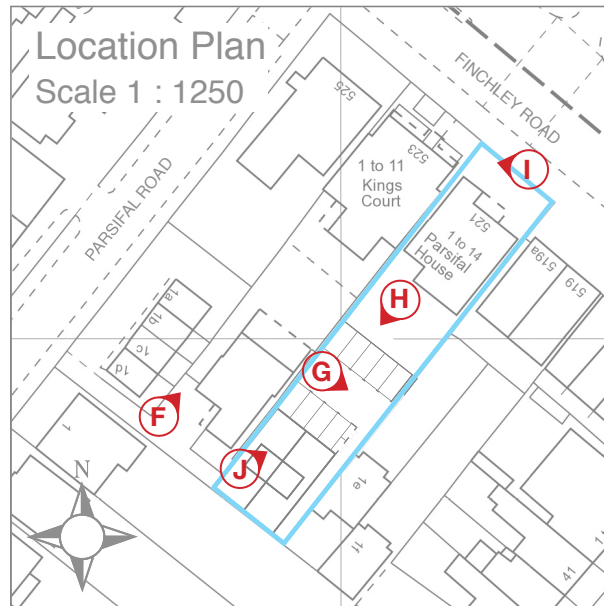 Location Plan
Scale 1 : 1250
FINCHLEY ROAD
PARSIFAL ROAD
525
523
1 to 11
Kings
Court
I
521
1 to 14
Parsifal
House
519a
519
H
1a
1b
1c
1d
G
F
1
J
N
1e
1f
41